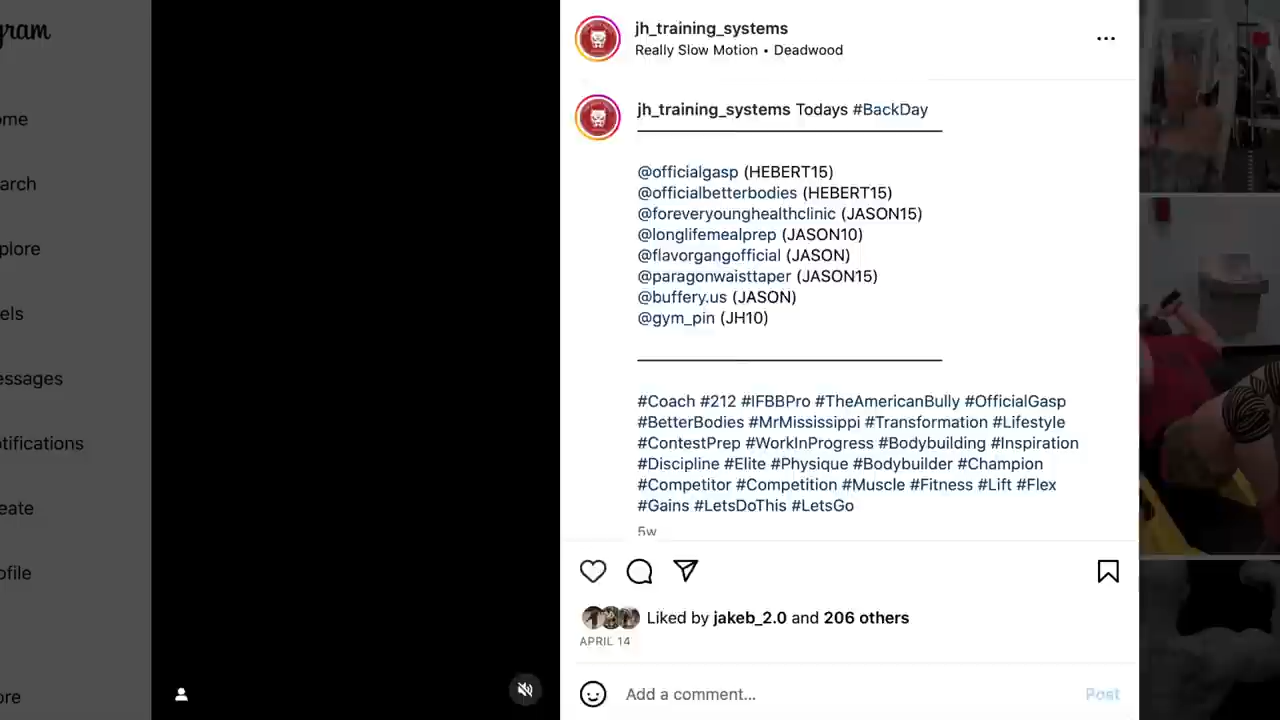 gram
ome
arch
plore
els
essages
otifications
eate
ofile
ore
jh_training_systems
Really Slow Motion • Deadwood
jh_training_systems Todays #BackDay
@officialgasp (HEBERT15)
@officialbetterbodies (HEBERT15)
@foreveryounghealthclinic (JASON15)
@longlifemealprep (JASON10)
@flavorgangofficial (JASON)
@paragonwaisttaper (JASON15)
@buffery.us (JASON)
@gym_pin (JH10)
#Coach #212 #IFBBPro #TheAmericanBully #OfficialGasp
#BetterBodies #MrMississippi #Transformation #Lifestyle
#ContestPrep #WorkInProgress #Bodybuilding #Inspiration
#Discipline #Elite #Physique #Bodybuilder #Champion
#Competitor #Competition #Muscle #Fitness #Lift #Flex
#Gains #LetsDoThis #LetsGo
5w
Liked by jakeb_2.0 and 206 others
APRIL 14
Add a comment...
Post